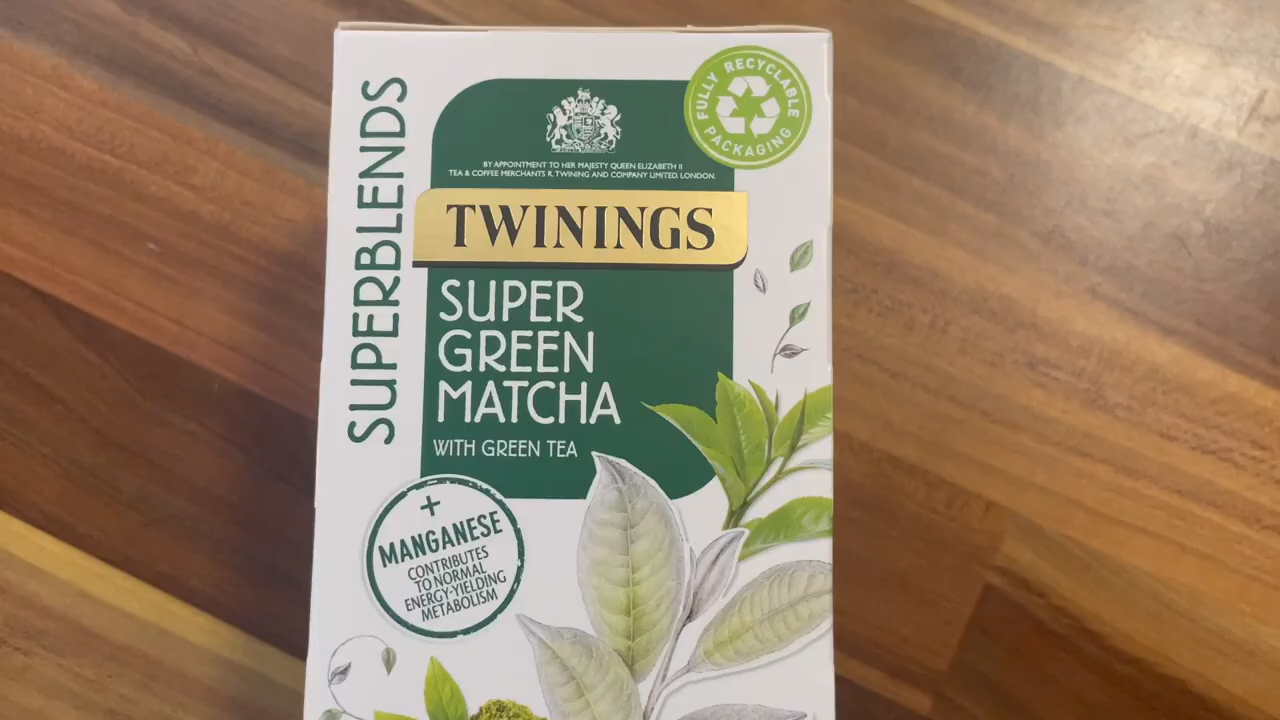 SUPERBLENDS
FULLY RECYCLABLE
PACKAGING
BY APPOINTMENT TO HER MAJESTY QUEEN ELIZABETH II
TEA & COFFEE MERCHANTS R. TWINING AND COMPANY LIMITED. LONDON.
TWININGS
SUPER
GREEN
MATCHA
WITH GREEN TEA
+
MANGANESE
CONTRIBUTES
TO NORMAL
ENERGY-YIELDING
METABOLISM